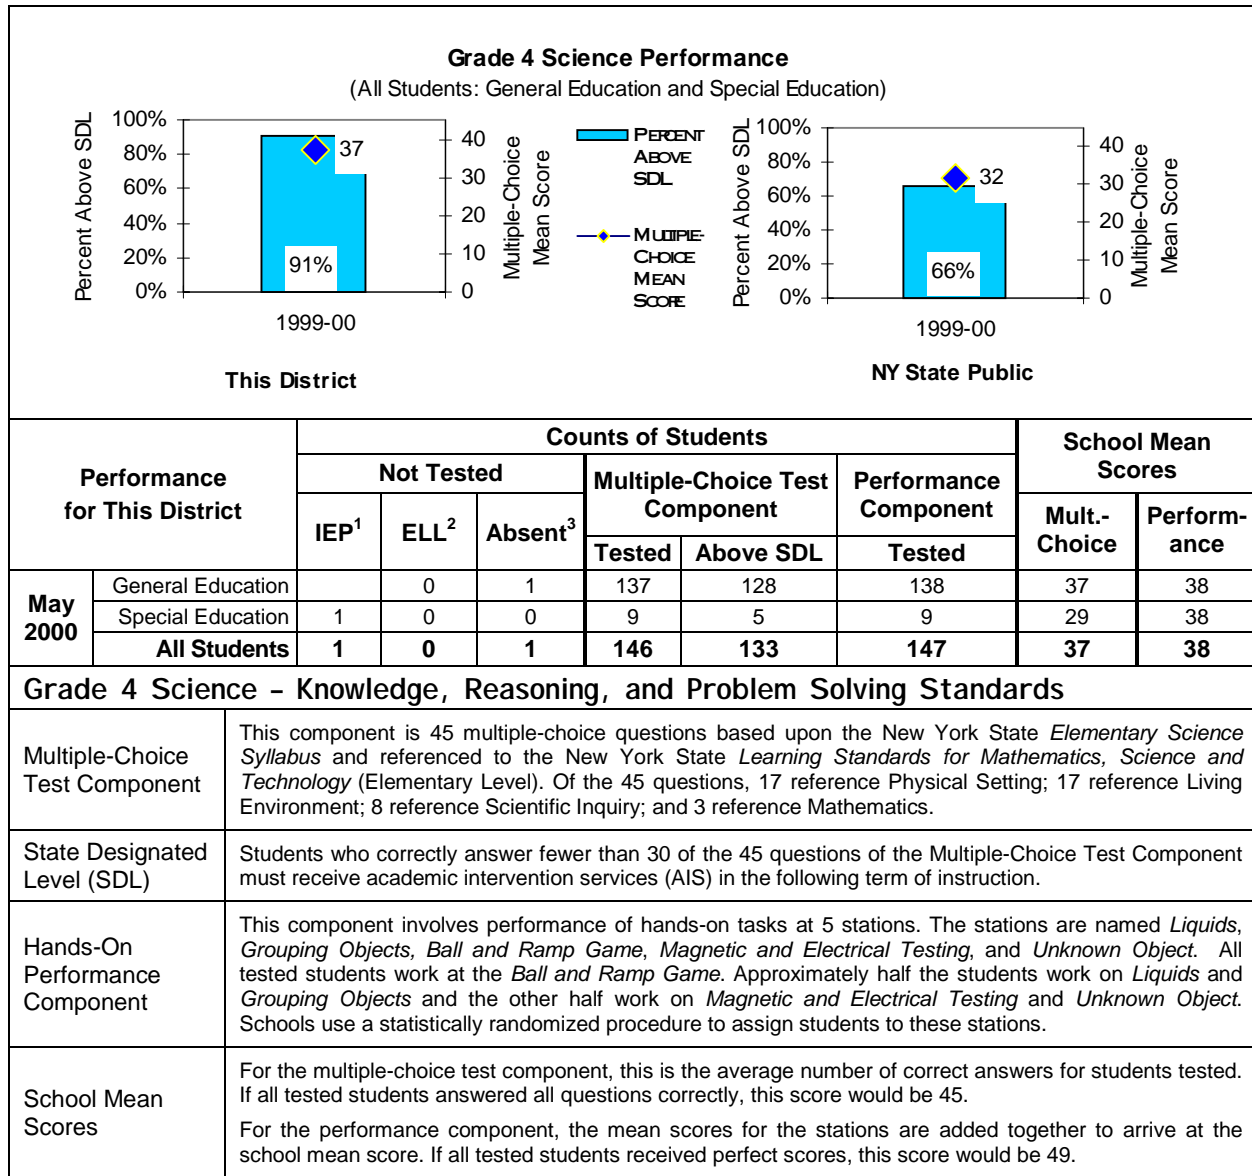 Grade 4 Science Performance
(All Students: General Education and Special Education)
Percent Above SDL
100%
80%
60%
40%
20%
0%
37
91%
40
30
20
10
0
Multiple-Choice
Mean Score
1999-00
This District
PERCENT
ABOVE
SDL
MULTIPLE-
CHOICE
MEAN
SCORE
Percent Above SDL
100%
80%
60%
40%
20%
0%
32
66%
40
30
20
10
0
Multiple-Choice
Mean Score
1999-00
NY State Public
Performance
for This District
Counts of Students
School Mean
Scores
Not Tested
Multiple-Choice Test
Component
Performance
Component
IEP1 ELL2 Absent3
Tested Above SDL Tested
Mult.-
Choice
Perform-
ance
May
2000
General Education 0 1 137 128 138 37 38
Special Education 1 0 0 9 5 9 29 38
All Students 1 0 1 146 133 147 37 38
Grade 4 Science – Knowledge, Reasoning, and Problem Solving Standards
Multiple-Choice
Test Component
This component is 45 multiple-choice questions based upon the New York State Elementary Science
Syllabus and referenced to the New York State Learning Standards for Mathematics, Science and
Technology (Elementary Level). Of the 45 questions, 17 reference Physical Setting; 17 reference Living
Environment; 8 reference Scientific Inquiry; and 3 reference Mathematics.
State Designated
Level (SDL)
Students who correctly answer fewer than 30 of the 45 questions of the Multiple-Choice Test Component
must receive academic intervention services (AIS) in the following term of instruction.
Hands-On
Performance
Component
This component involves performance of hands-on tasks at 5 stations. The stations are named Liquids,
Grouping Objects, Ball and Ramp Game, Magnetic and Electrical Testing, and Unknown Object. All
tested students work at the Ball and Ramp Game. Approximately half the students work on Liquids and
Grouping Objects and the other half work on Magnetic and Electrical Testing and Unknown Object.
Schools use a statistically randomized procedure to assign students to these stations.
School Mean
Scores
For the multiple-choice test component, this is the average number of correct answers for students tested.
If all tested students answered all questions correctly, this score would be 45.
For the performance component, the mean scores for the stations are added together to arrive at the
school mean score. If all tested students received perfect scores, this score would be 49.